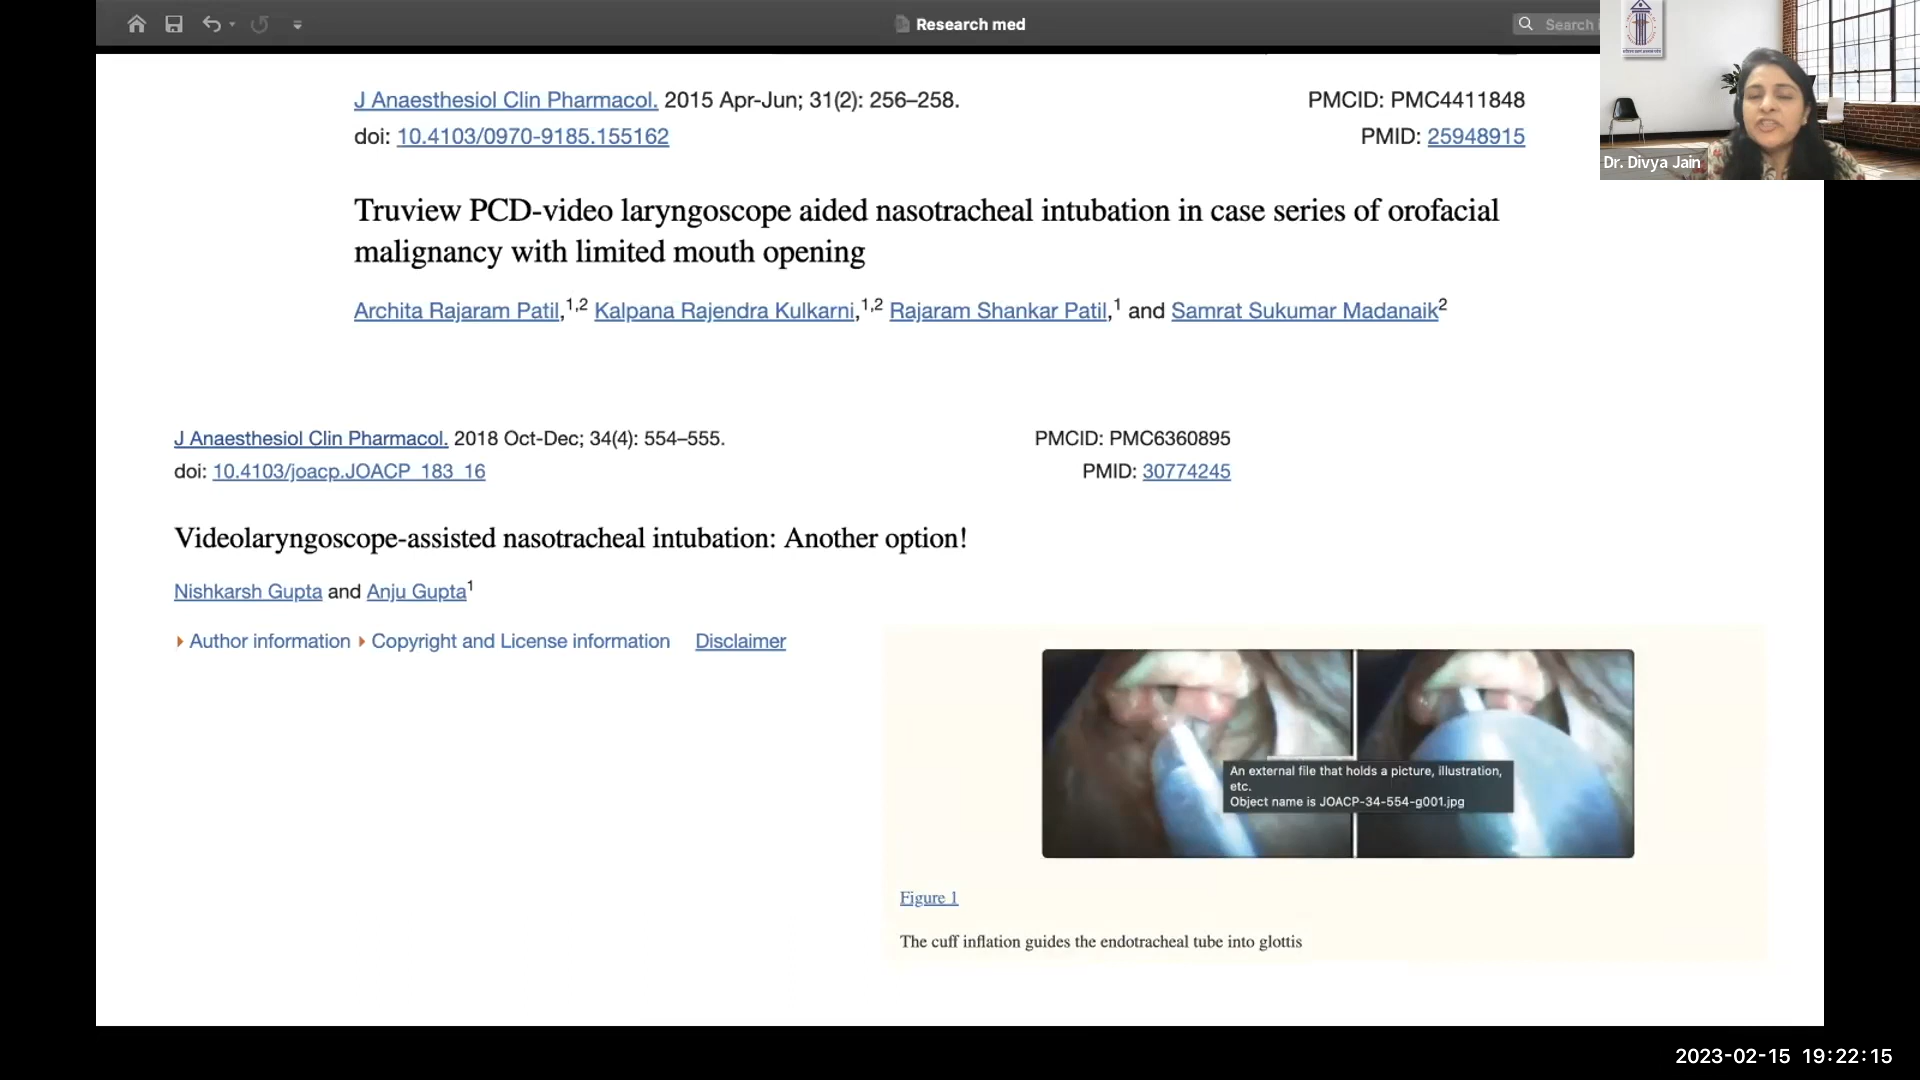 Research med
Search
Dr. Divya Jain
J Anaesthesiol Clin Pharmacol. 2015 Apr-Jun; 31(2): 256–258.
PMCID: PMC4411848
doi: 10.4103/0970-9185.155162
PMID: 25948915
Truview PCD-video laryngoscope aided nasotracheal intubation in case series of orofacial
malignancy with limited mouth opening
Archita Rajaram Patil,1,2 Kalpana Rajendra Kulkarni,1,2 Rajaram Shankar Patil,1 and Samrat Sukumar Madanaik2
J Anaesthesiol Clin Pharmacol. 2018 Oct-Dec; 34(4): 554–555.
PMCID: PMC6360895
doi: 10.4103/joacp.JOACP_183_16
PMID: 30774245
Videolaryngoscope-assisted nasotracheal intubation: Another option!
Nishkarsh Gupta and Anju Gupta1
Author information Copyright and License information Disclaimer
An external file that holds a picture, illustration,
etc.
Object name is JOACP-34-554-g001.jpg
Figure 1
The cuff inflation guides the endotracheal tube into glottis
2023-02-15 19:22:15